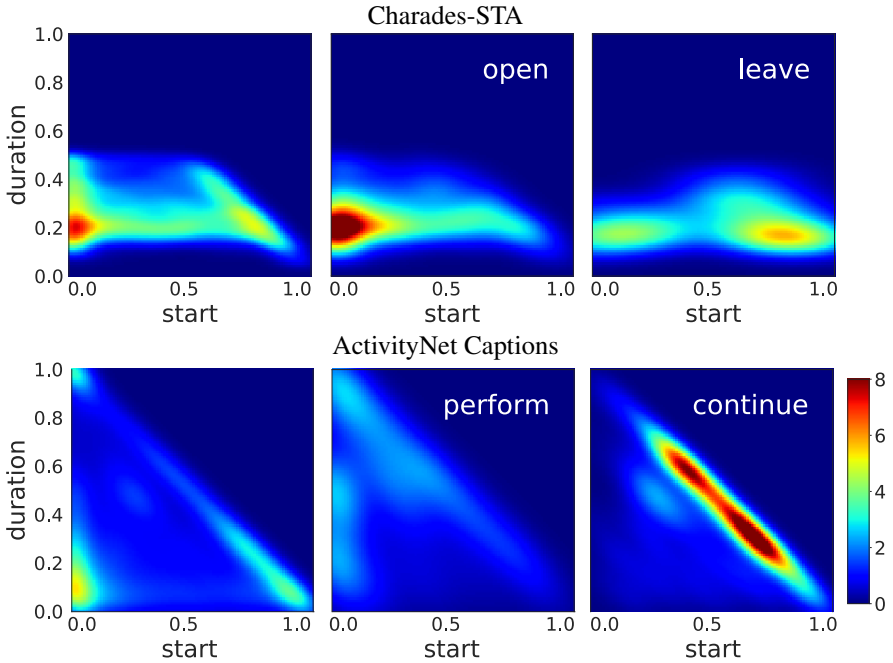 Charades-STA
1.0
0.8
0.6
0.4
0.2
0.0
duration
0.0 0.5 1.0
start
open
0.0 0.5 1.0
start
leave
0.0 0.5 1.0
start
ActivityNet Captions
1.0
0.8
0.6
0.4
0.2
0.0
duration
0.0 0.5 1.0
start
perform
0.0 0.5 1.0
start
continue
0.0 0.5 1.0
start
8
6
4
2
0